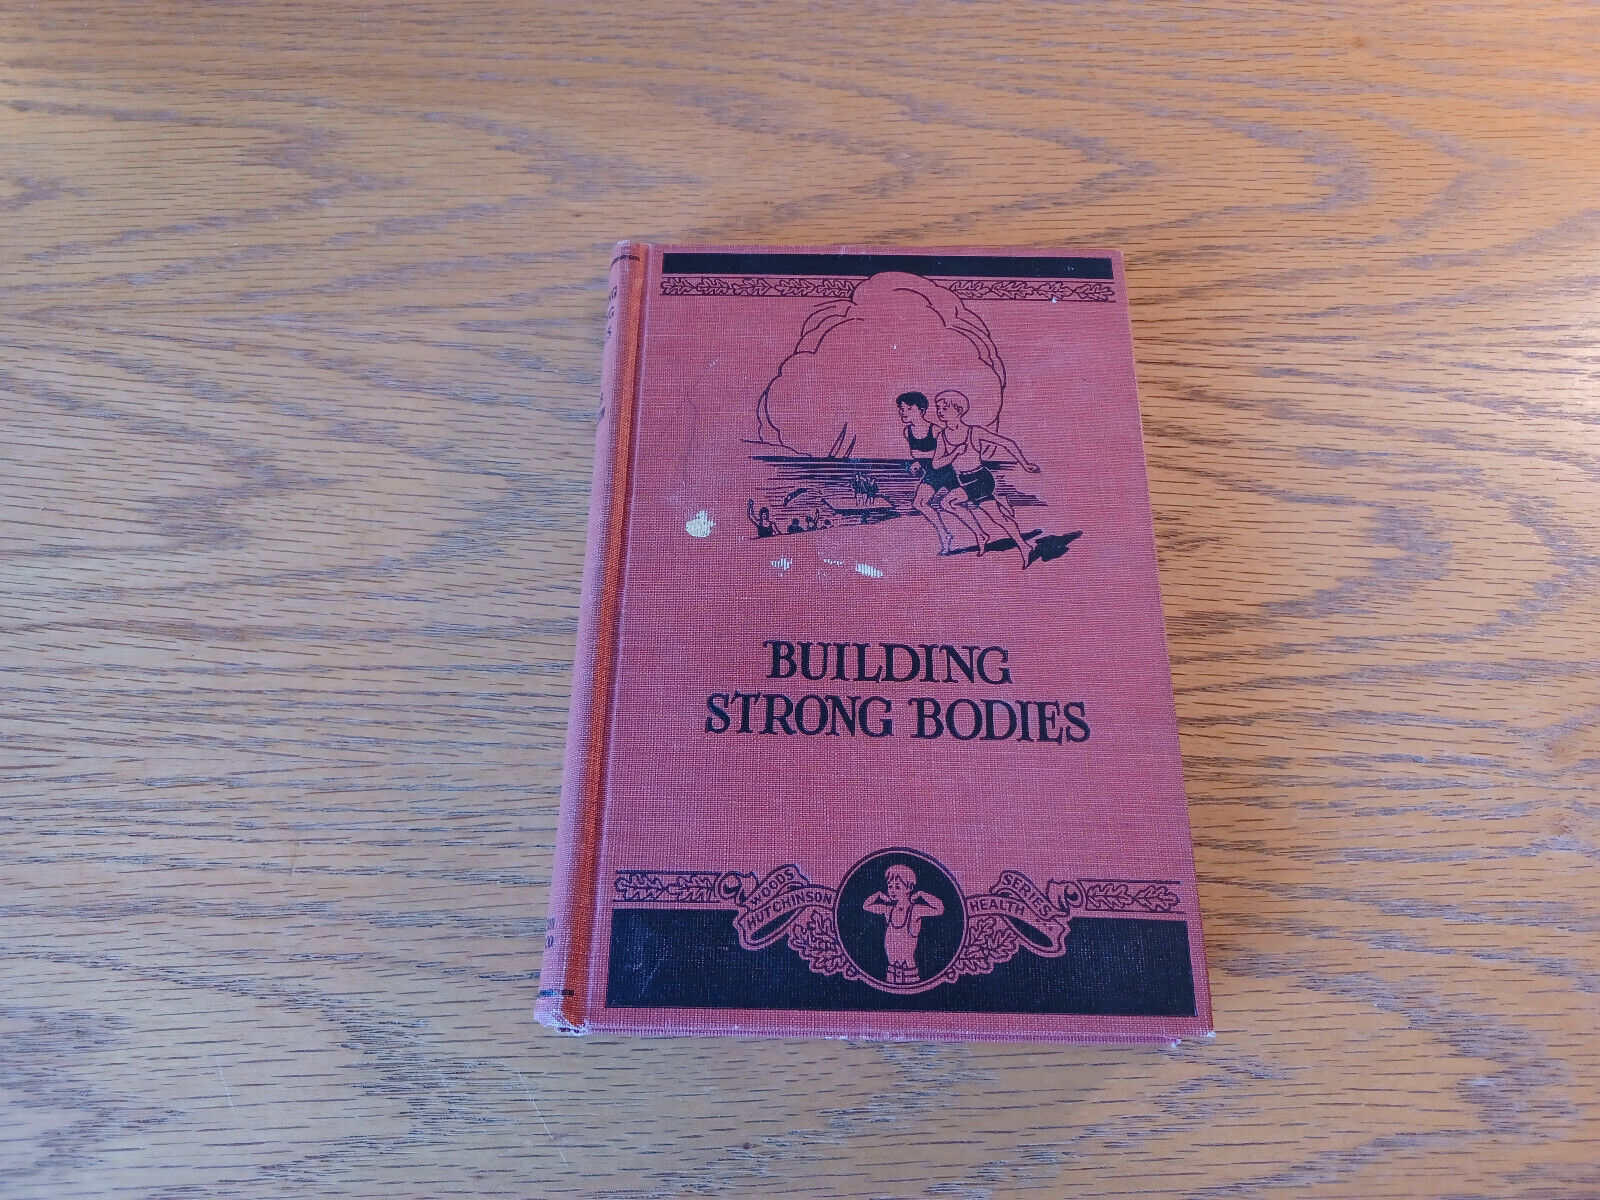 BUILDING
STRONG BODIES
WOODS
HUTCHINSON
HEALTH
SERIES